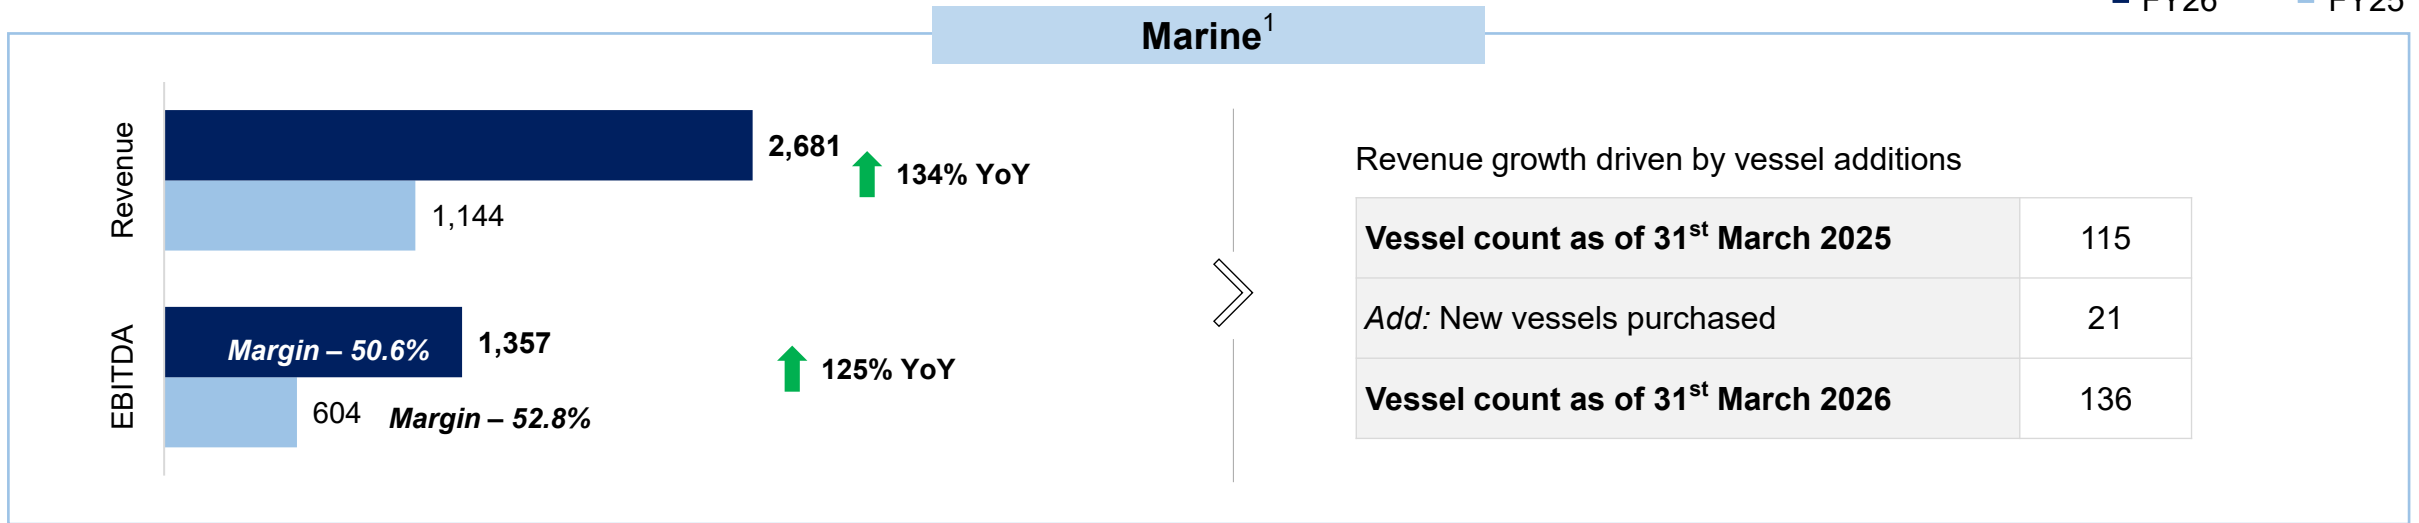 FY26 FY25
Marine1
Revenue
2,681
134% YoY
1,144
EBITDA
Margin – 50.6%
1,357
125% YoY
604
Margin – 52.8%
Revenue growth driven by vessel additions
Vessel count as of 31st March 2025 115
Add: New vessels purchased 21
Vessel count as of 31st March 2026 136